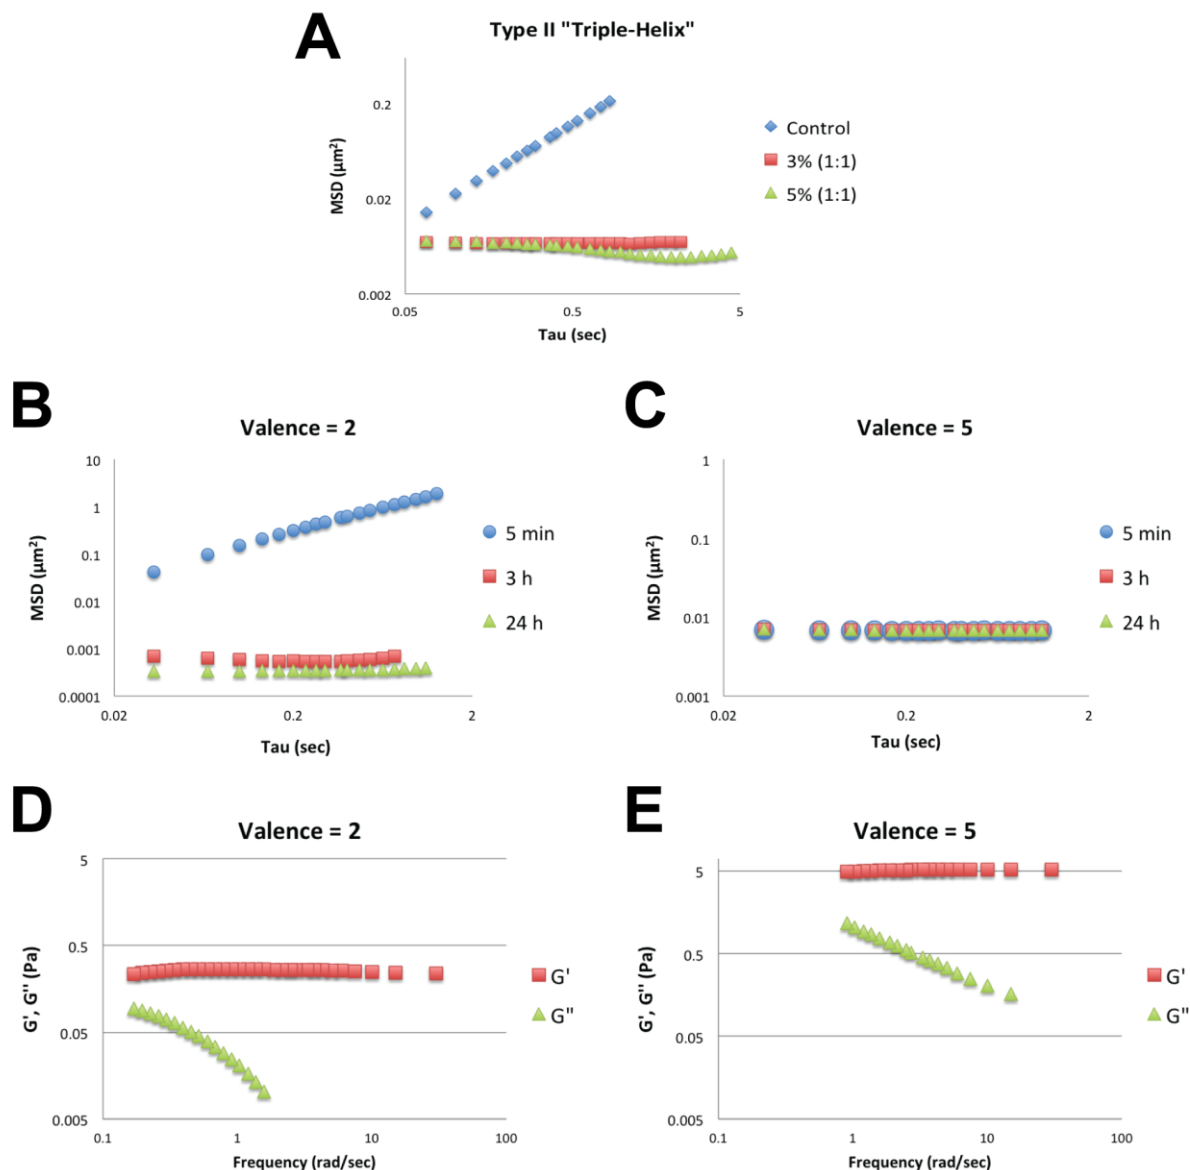 A
Type II "Triple-Helix"
MSD (µm²)
0.2
0.02
0.002
0.05
0.5
5
Tau (sec)
Control
3% (1:1)
5% (1:1)
B
Valence = 2
MSD (µm²)
10
1
0.1
0.01
0.001
0.0001
0.02
0.2
2
Tau (sec)
5 min
3 h
24 h
C
Valence = 5
MSD (µm²)
1
0.1
0.01
0.001
0.02
0.2
2
Tau (sec)
5 min
3 h
24 h
D
Valence = 2
G', G'' (Pa)
5
0.5
0.05
0.005
0.1
1
10
100
Frequency (rad/sec)
G'
G"
E
Valence = 5
G', G'' (Pa)
5
0.5
0.05
0.005
0.1
1
10
100
Frequency (rad/sec)
G'
G"